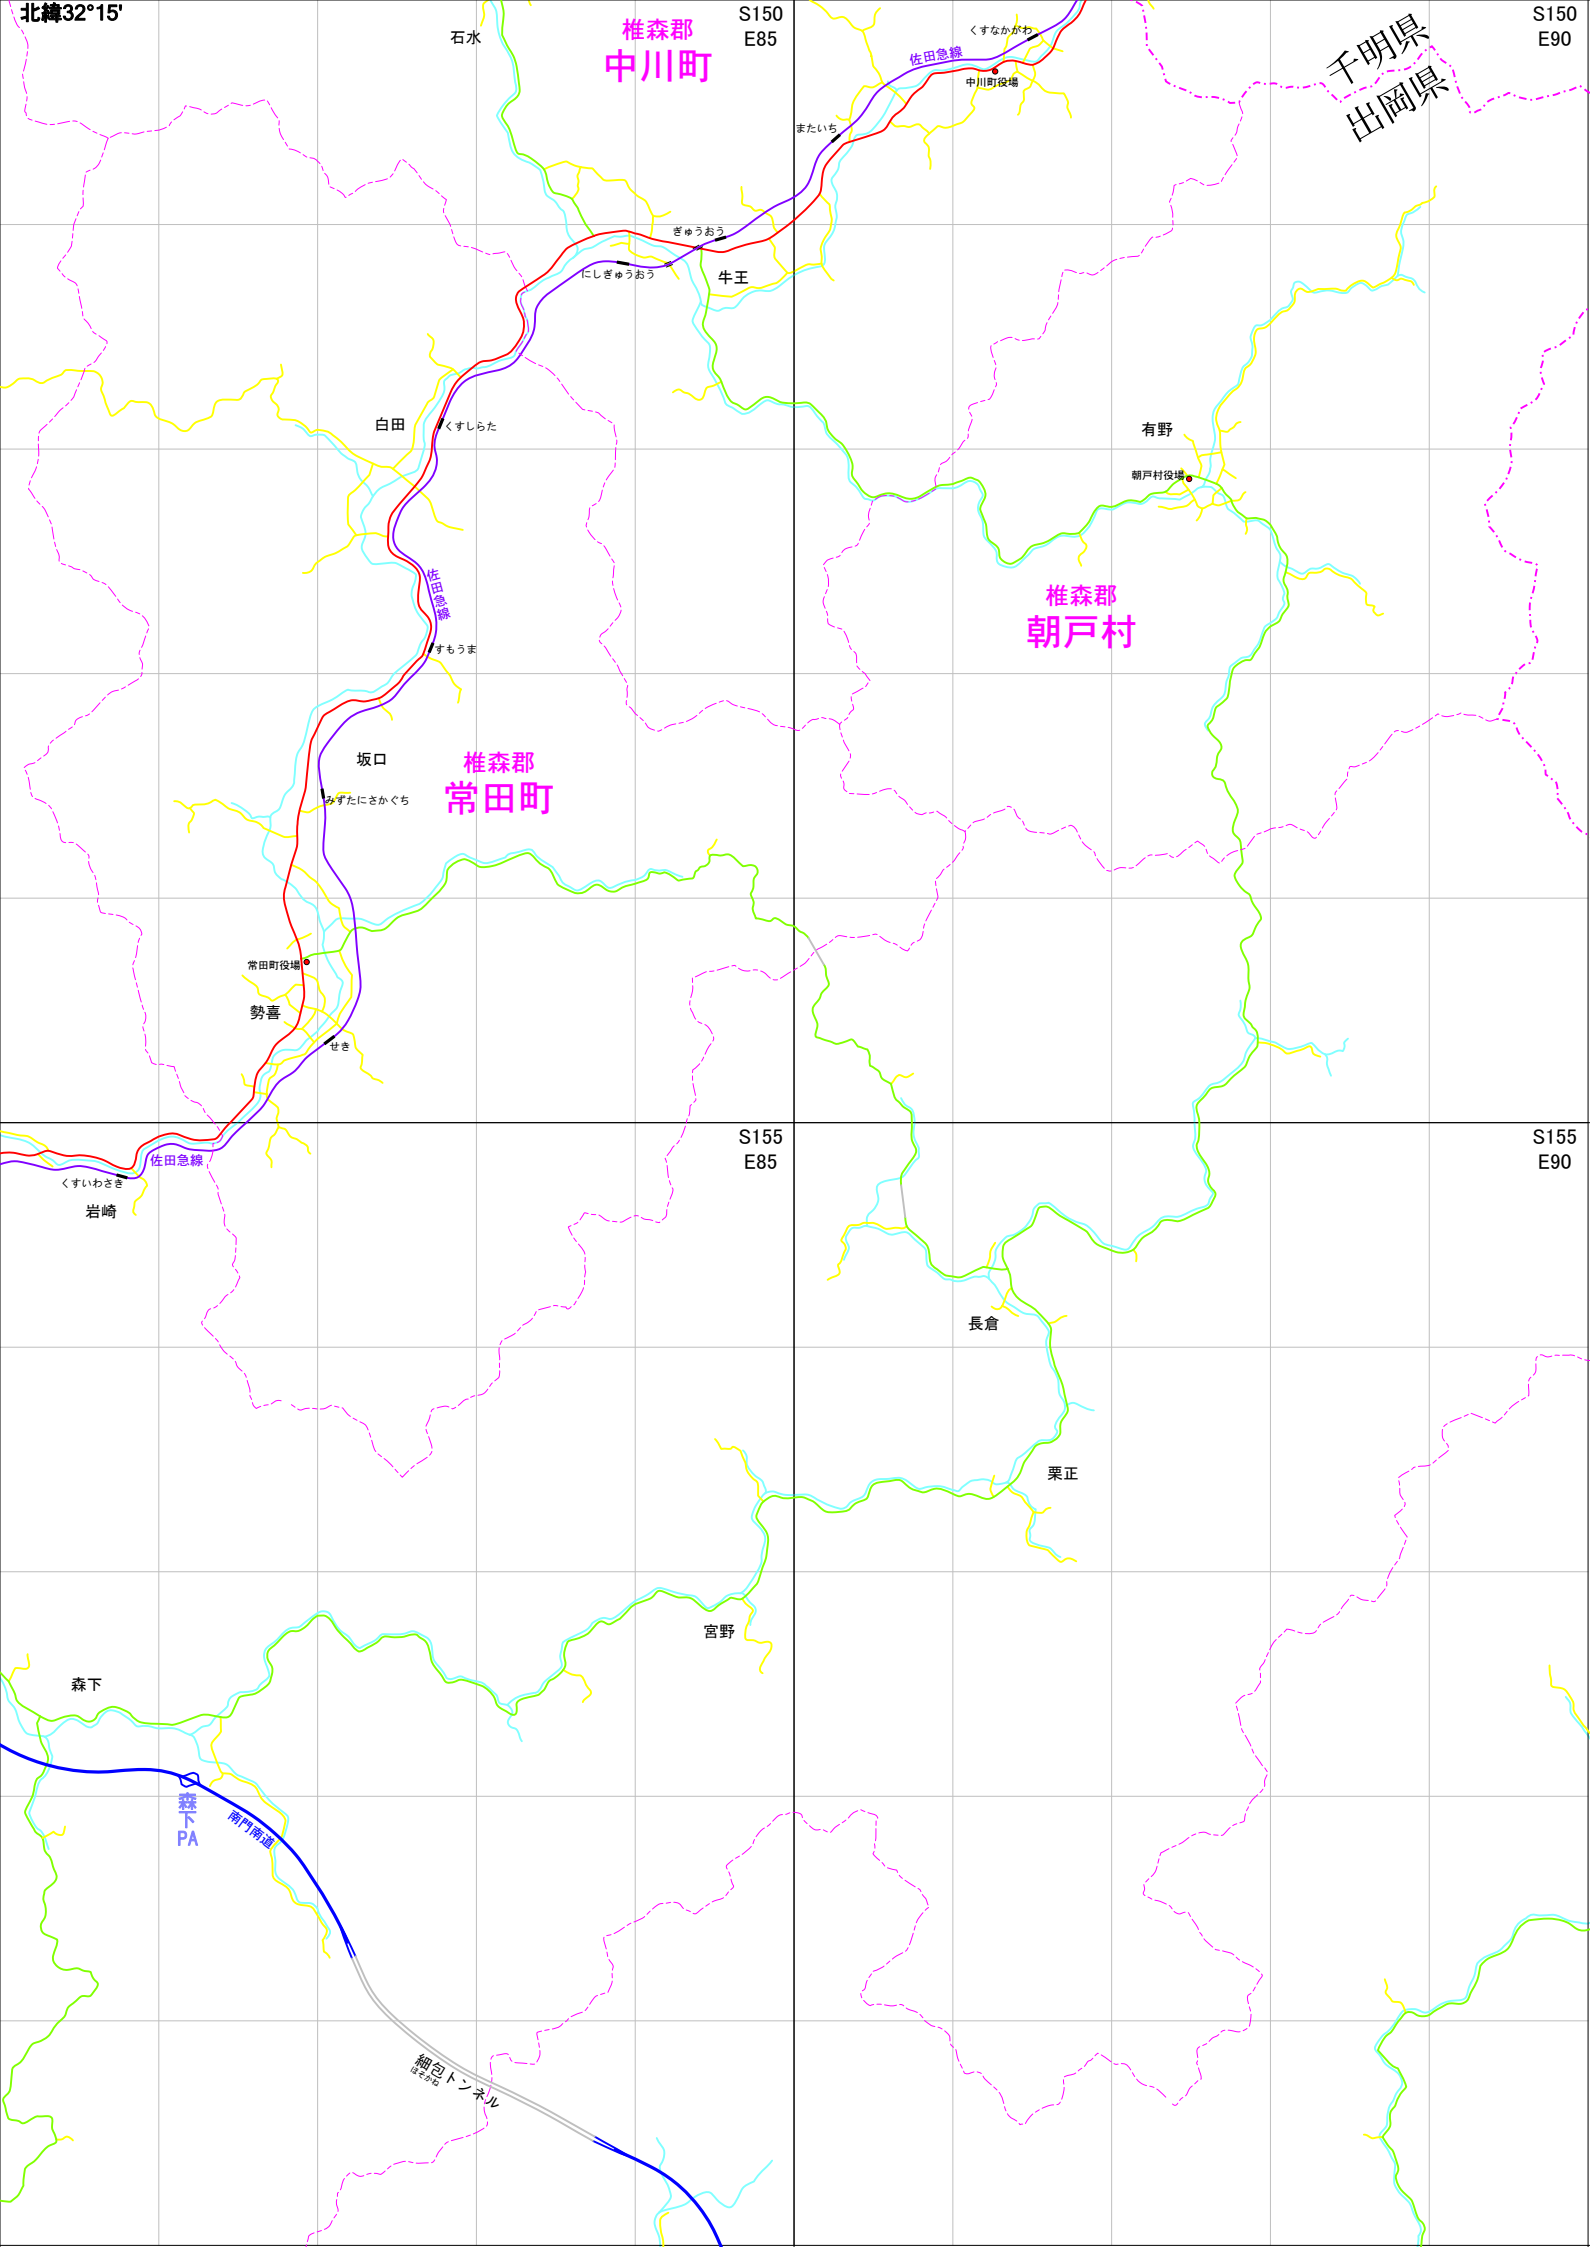 北緯32°15'
S150
E85
S150
E90
石水
椎森郡
中川町
くすなかがわ
佐田急線
中川町役場
千明県
出岡県
またいち
ぎゅうおう
にしぎゅうおう
牛王
白田
くすしらた
有野
朝戸村役場
佐田急線
すもうま
椎森郡
朝戸村
坂口
椎森郡
常田町
みずたにさかぐち
常田町役場
勢喜
せき
S155
E85
S155
E90
佐田急線
くすいわさき
岩崎
長倉
栗正
宮野
森下
森下
PA
南門南道
細包トンネル
ほそかね